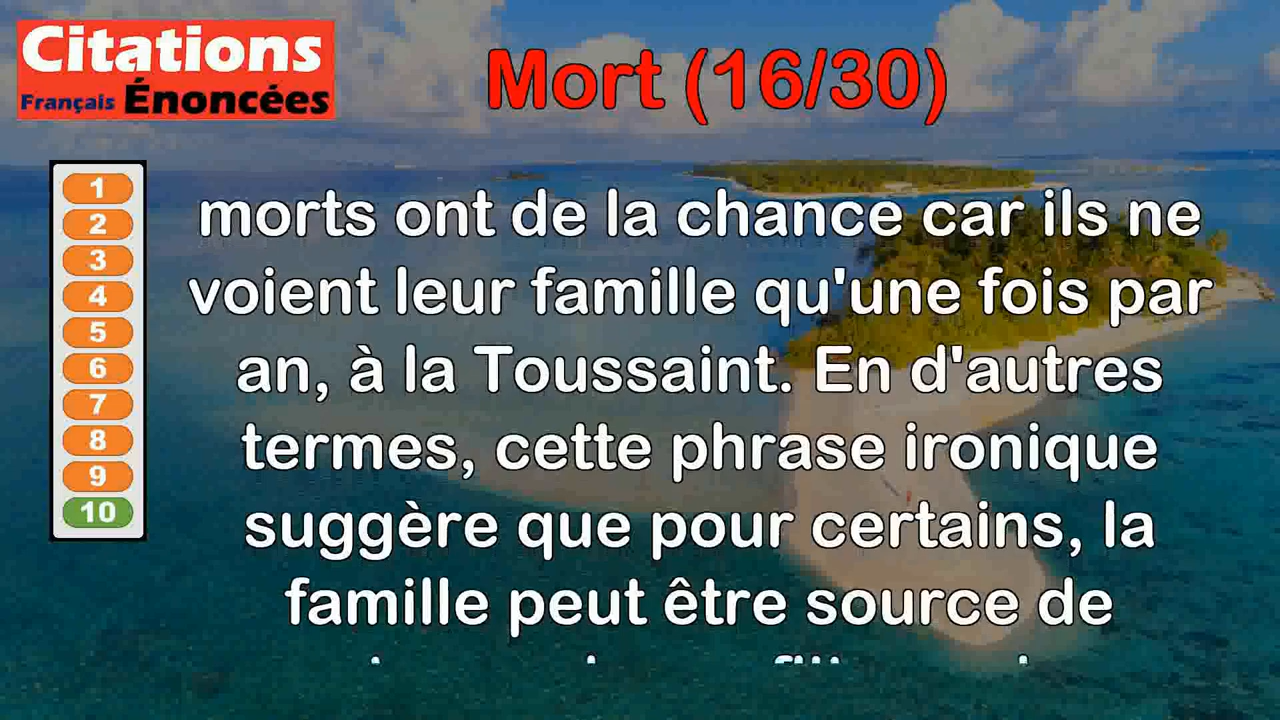 Citations
Français Énoncées
Mort (16/30)
1
2
3
4
5
6
7
8
9
10
morts ont de la chance car ils ne
voient leur famille qu'une fois par
an, à la Toussaint. En d'autres
termes, cette phrase ironique
suggère que pour certains, la
famille peut être source de